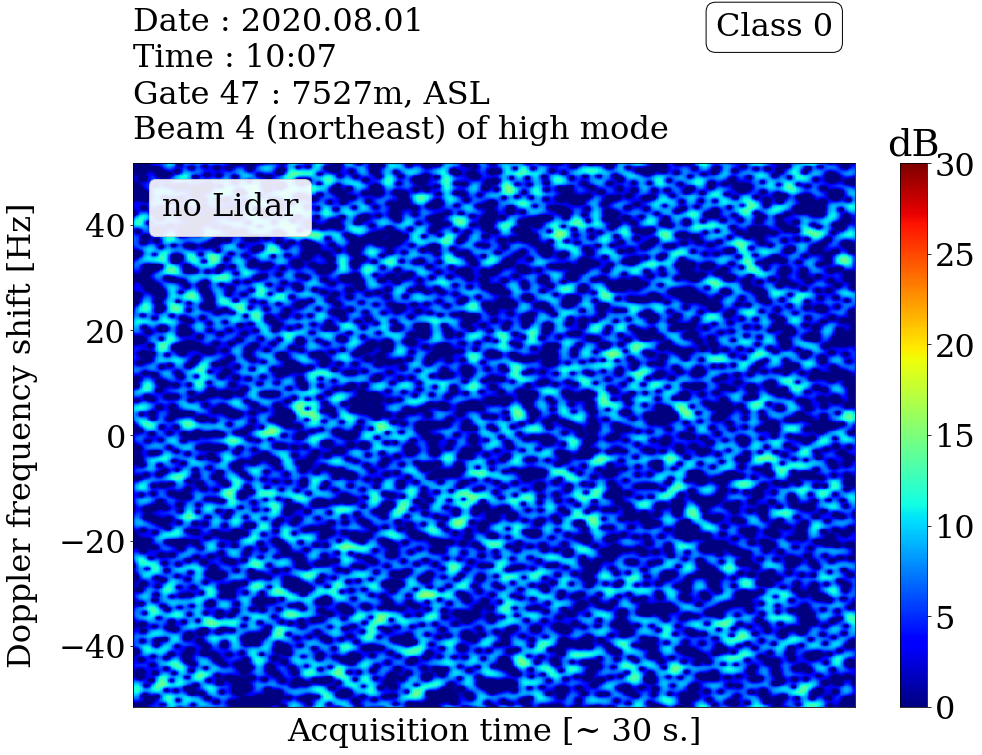 Date : 2020.08.01
Time : 10:07
Gate 47 : 7527m, ASL
Beam 4 (northeast) of high mode
Class 0
dB
no Lidar
Doppler frequency shift [Hz]
40
20
0
−20
−40
Acquisition time [~ 30 s.]
30
25
20
15
10
5
0